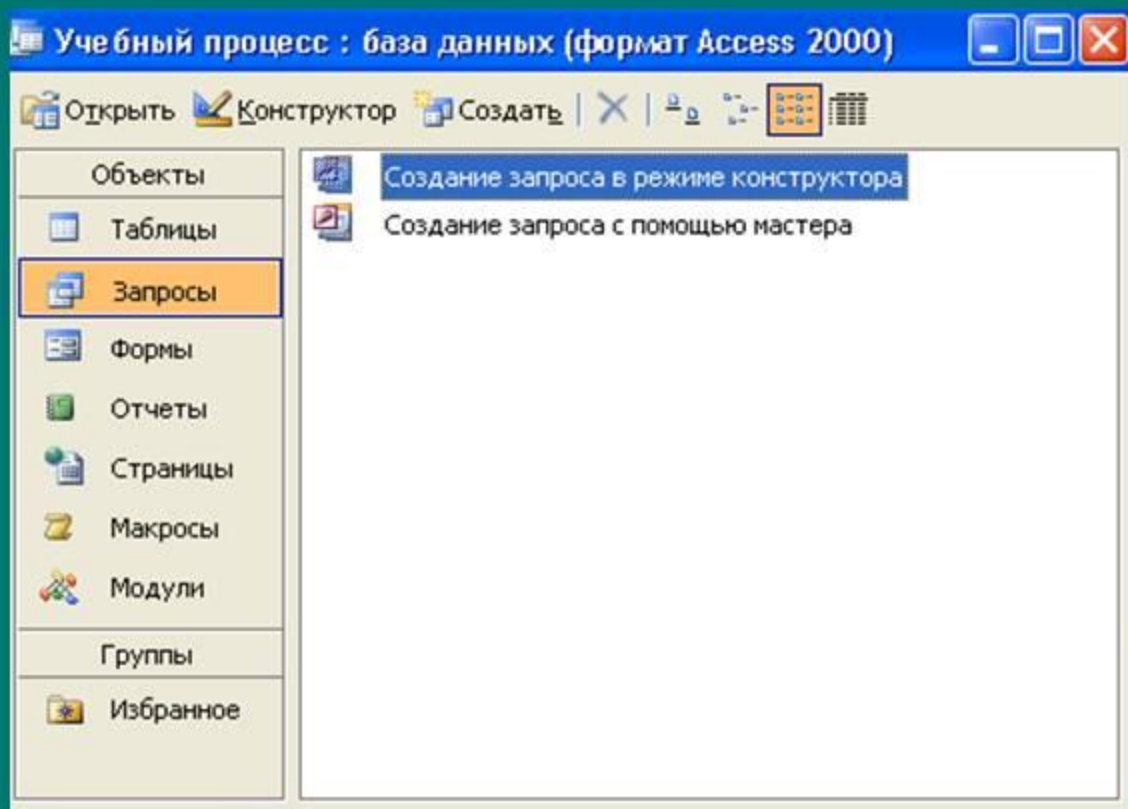 Учебный процесс : база данных (формат Access 2000)
Открыть Конструктор Создать
Объекты
Таблицы
Запросы
Формы
Отчеты
Страницы
Макросы
Модули
Группы
Избранное
Создание запроса в режиме конструктора
Создание запроса с помощью мастера